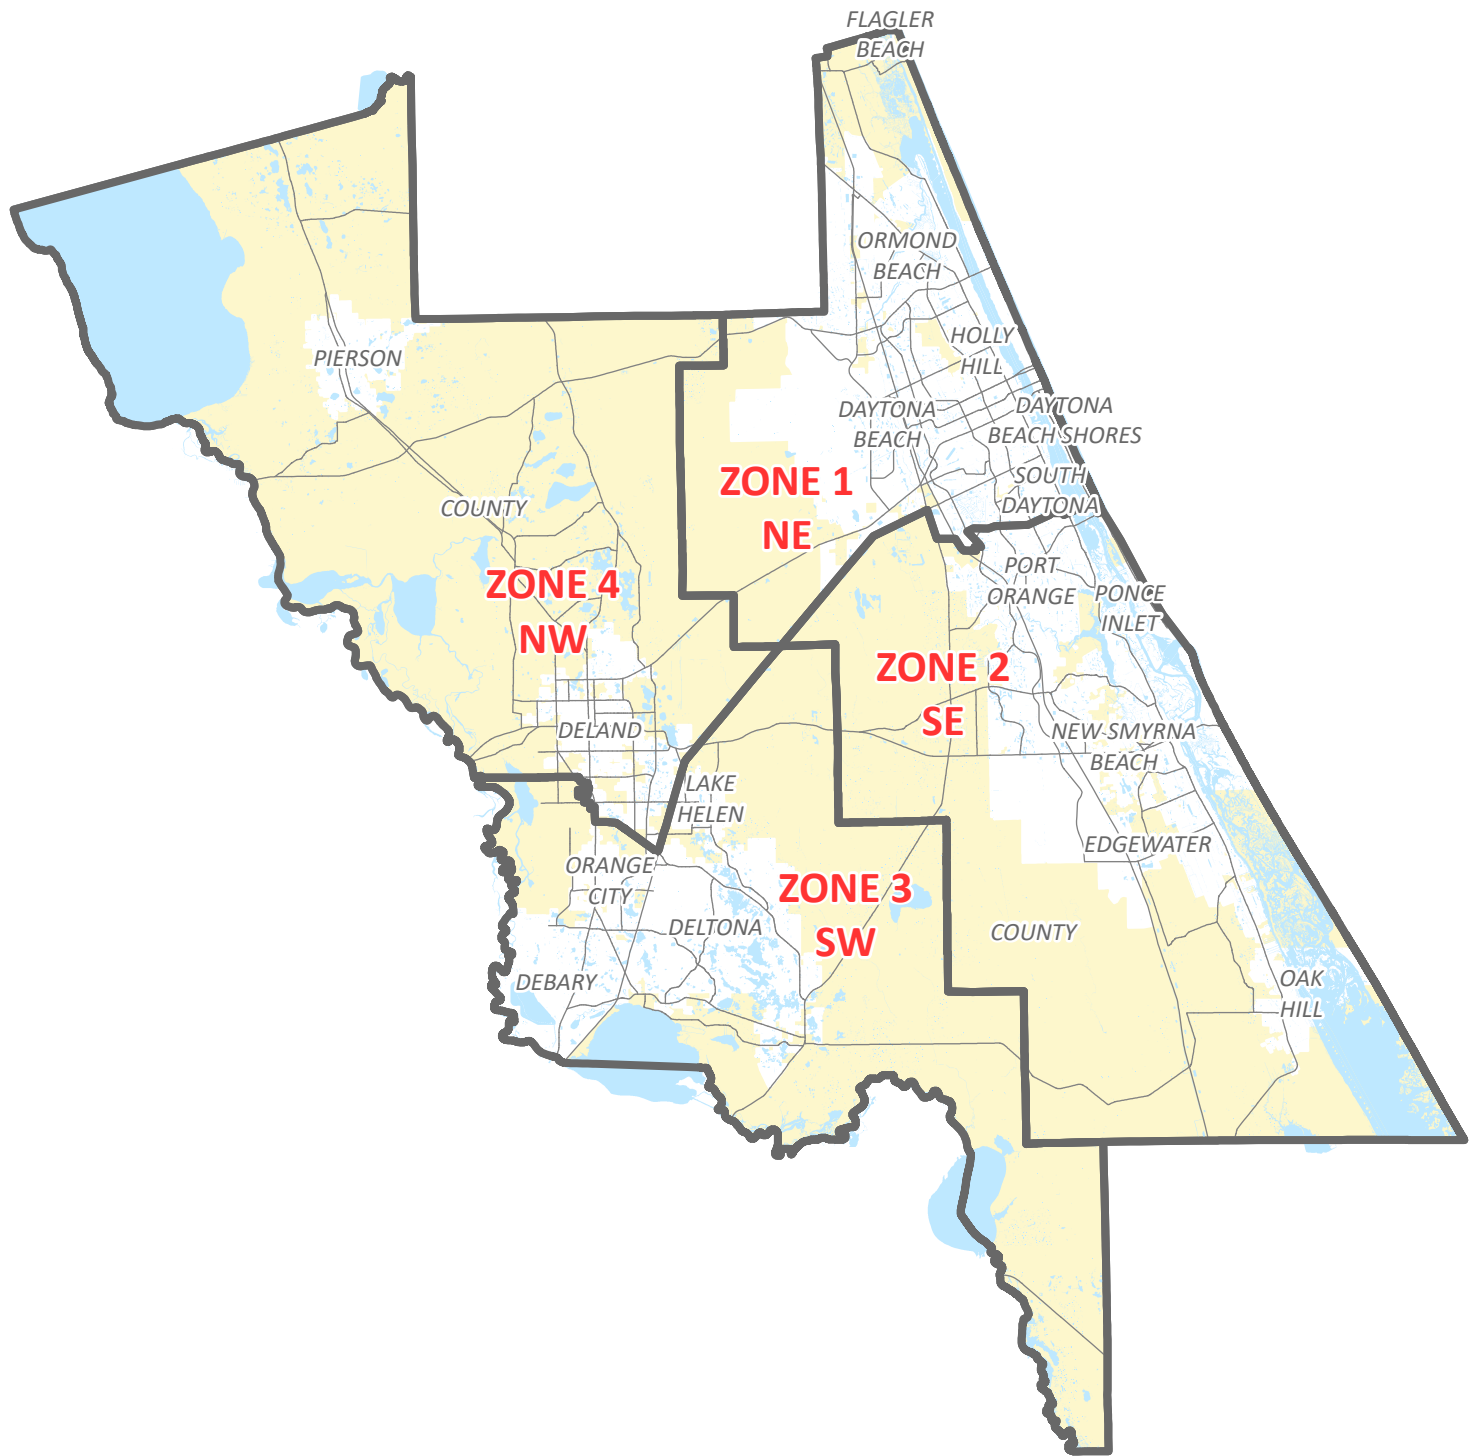 FLAGLER
BEACH
ORMOND
BEACH
HOLLY
HILL
PIERSON
DAYTONA
BEACH
DAYTONA
BEACH SHORES
SOUTH
DAYTONA
ZONE 1
NE
COUNTY
ZONE 4
NW
PORT
ORANGE
PONCE
INLET
ZONE 2
SE
DELAND
NEW SMYRNA
BEACH
LAKE
HELEN
EDGEWATER
ORANGE
CITY
ZONE 3
SW
DELTONA
COUNTY
DEBARY
OAK
HILL